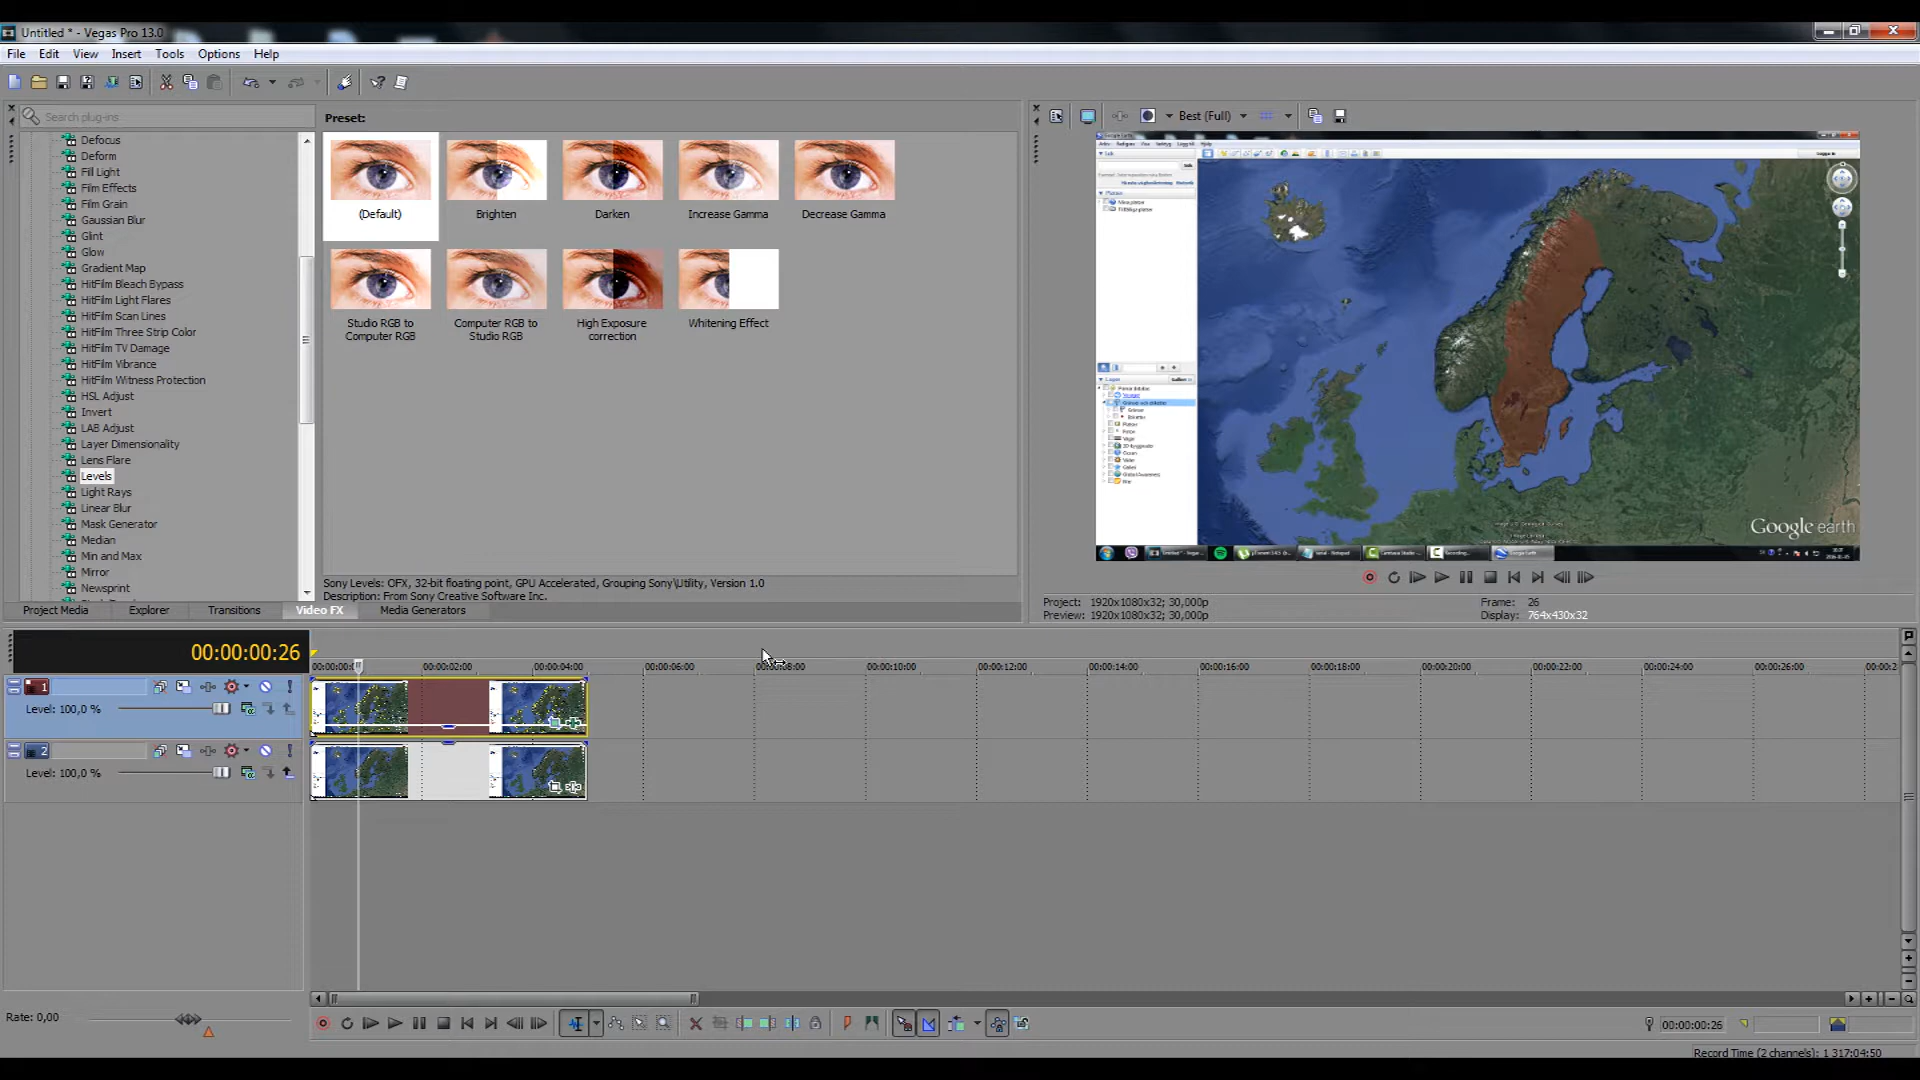 Untitled * - Vegas Pro 13.0
File Edit View Insert Tools Options Help
Search plug-ins
Preset:
Best (Full)
Defocus
Deform
Fill Light
Film Effects
Film Grain
Gaussian Blur
Glint
Glow
Gradient Map
HitFilm Bleach Bypass
HitFilm Light Flares
HitFilm Scan Lines
HitFilm Three Strip Color
HitFilm TV Damage
HitFilm Vibrance
HitFilm Witness Protection
HSL Adjust
Invert
LAB Adjust
Layer Dimensionality
Lens Flare
Levels
Light Rays
Linear Blur
Mask Generator
Median
Min and Max
Mirror
Newsprint
(Default) Brighten Darken Increase Gamma Decrease Gamma
Studio RGB to Computer RGB
Computer RGB to Studio RGB
High Exposure correction
Whitening Effect
Sony Levels: OFX, 32-bit floating point, GPU Accelerated, Grouping Sony\Utility, Version 1.0
Description: From Sony Creative Software Inc.
Project Media Explorer Transitions Video FX Media Generators
Google earth
Project: 1920x1080x32; 30,000p
Preview: 1920x1080x32; 30,000p
Frame: 26
Display: 764x430x32
00:00:00:26
00:00:02:00 00:00:04:00 00:00:06:00 00:00:10:00 00:00:12:00 00:00:14:00 00:00:16:00 00:00:18:00 00:00:20:00 00:00:22:00 00:00:24:00 00:00:26:00
1
Level: 100,0 %
2
Level: 100,0 %
Rate: 0,00
00:00:00:26
Record Time (2 channels): 1 317:04:50